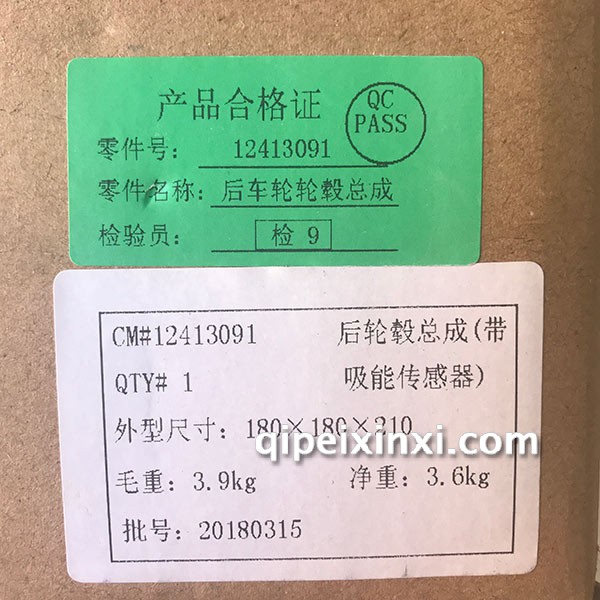 产品合格证
QC
PASS
零件号: 12413091
零件名称: 后车轮轮毂总成
检验员: 检 9
CM#12413091 后轮毂总成(带
QTY# 1 吸能传感器)
外型尺寸: 180×180×210
qipeixinxi.com
毛重: 3.9kg 净重: 3.6kg
批号: 20180315